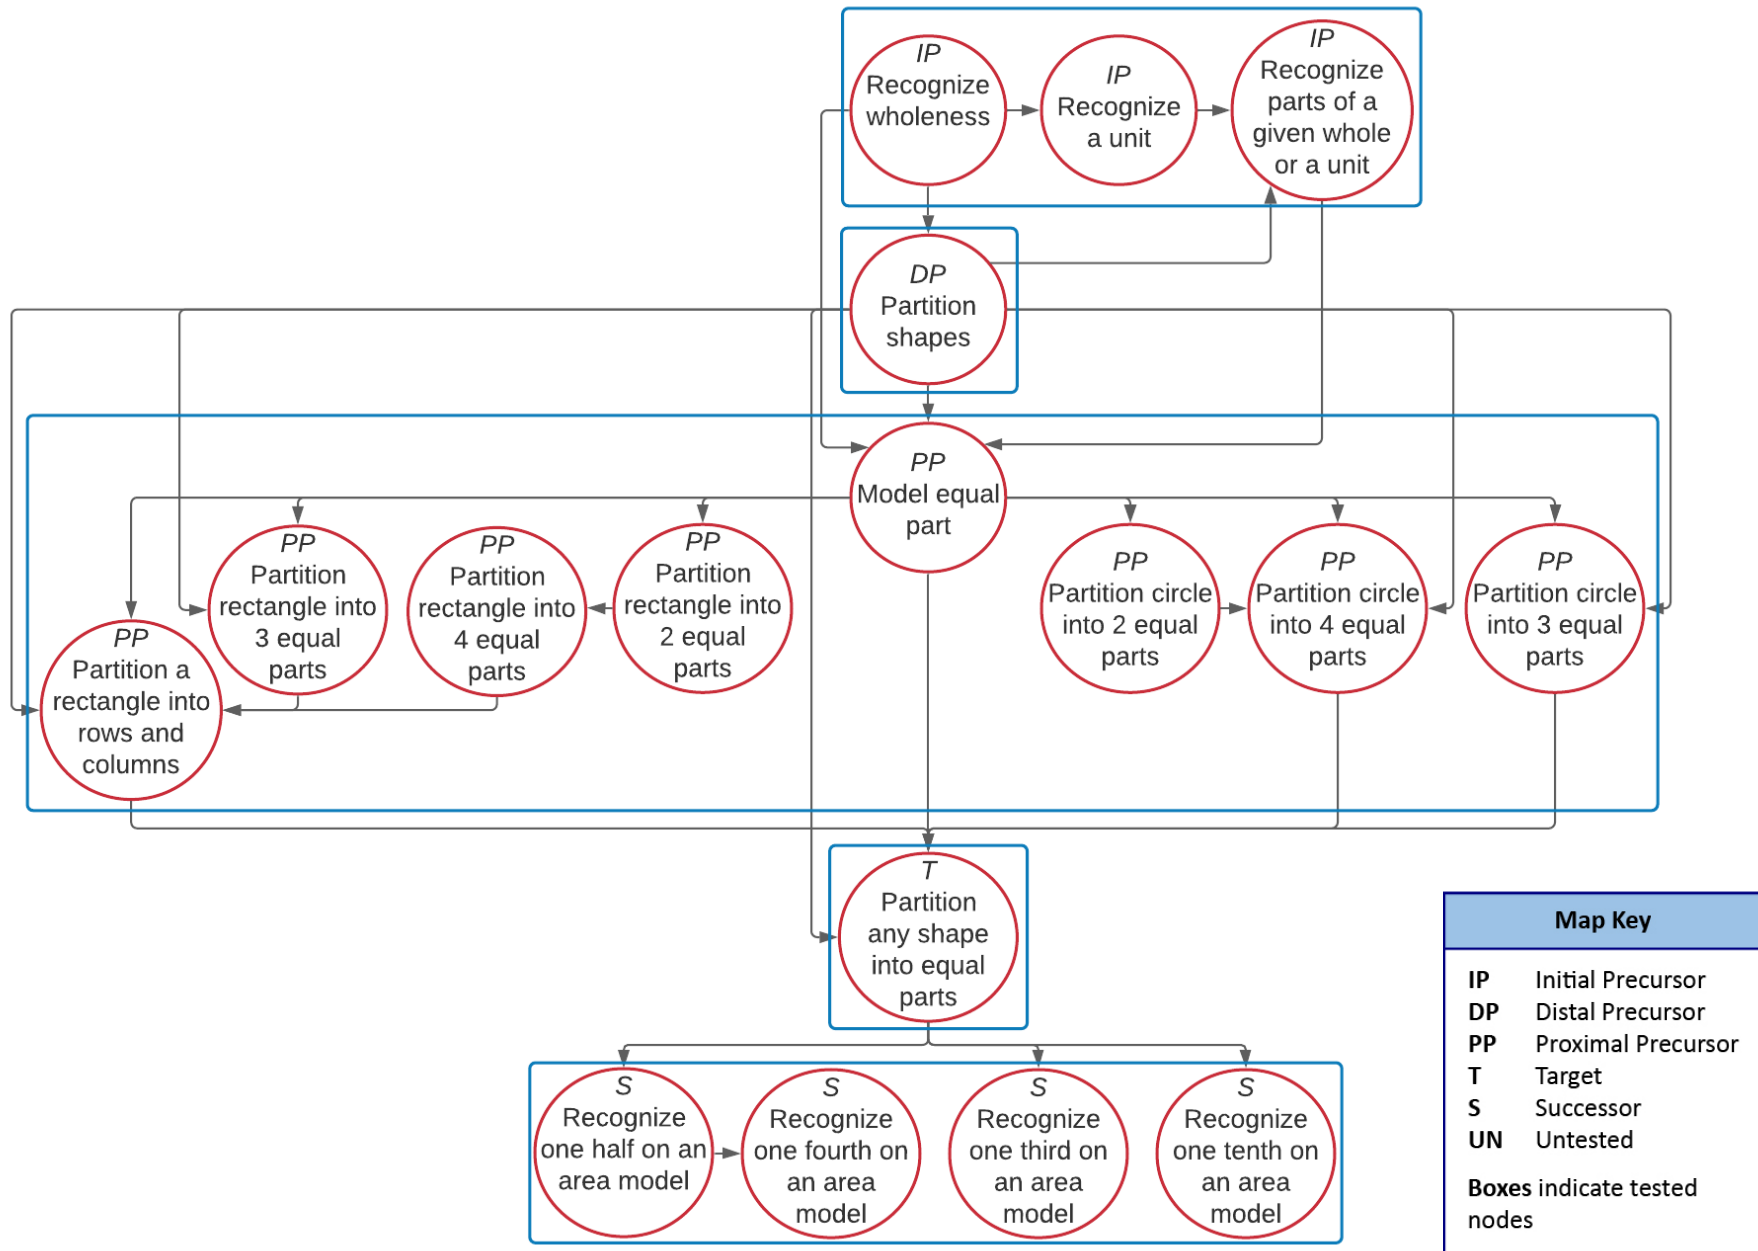 IP
Recognize
wholeness
IP
Recognize
a unit
IP
Recognize
parts of a
given whole
or a unit
DP
Partition
shapes
PP
Model equal
part
PP
Partition a
rectangle into
rows and
columns
PP
Partition
rectangle into
3 equal
parts
PP
Partition
rectangle into
4 equal
parts
PP
Partition
rectangle into
2 equal
parts
PP
Partition circle
into 2 equal
parts
PP
Partition circle
into 4 equal
parts
PP
Partition circle
into 3 equal
parts
T
Partition
any shape
into equal
parts
S
Recognize
one half on an
area model
S
Recognize
one fourth on
an area
model
S
Recognize
one third on
an area
model
S
Recognize
one tenth on
an area
model
Map Key
IP Initial Precursor
DP Distal Precursor
PP Proximal Precursor
T Target
S Successor
UN Untested
Boxes indicate tested
nodes